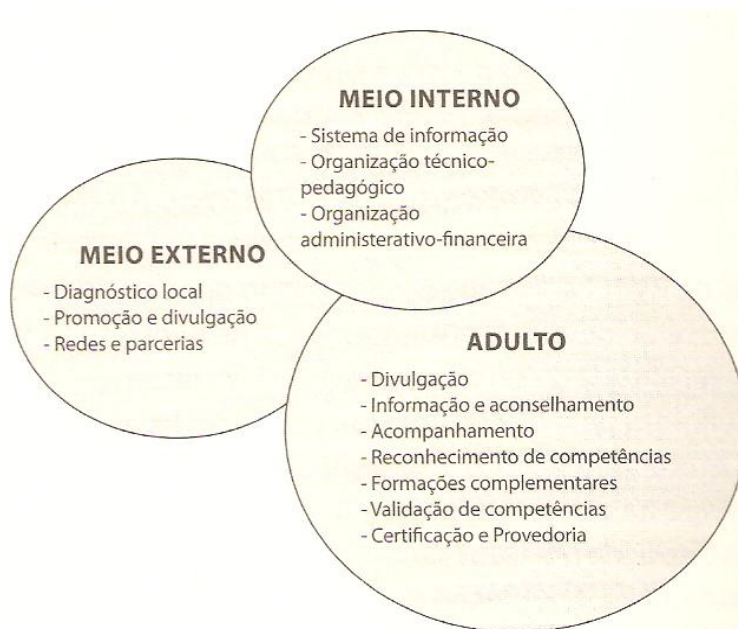 MEIO INTERNO
- Sistema de informação
- Organização técnico-
pedagógico
- Organização
administerativo-financeira
MEIO EXTERNO
- Diagnóstico local
- Promoção e divulgação
- Redes e parcerias
ADULTO
- Divulgação
- Informação e aconselhamento
- Acompanhamento
- Reconhecimento de competências
- Formações complementares
- Validação de competências
- Certificação e Provedoria